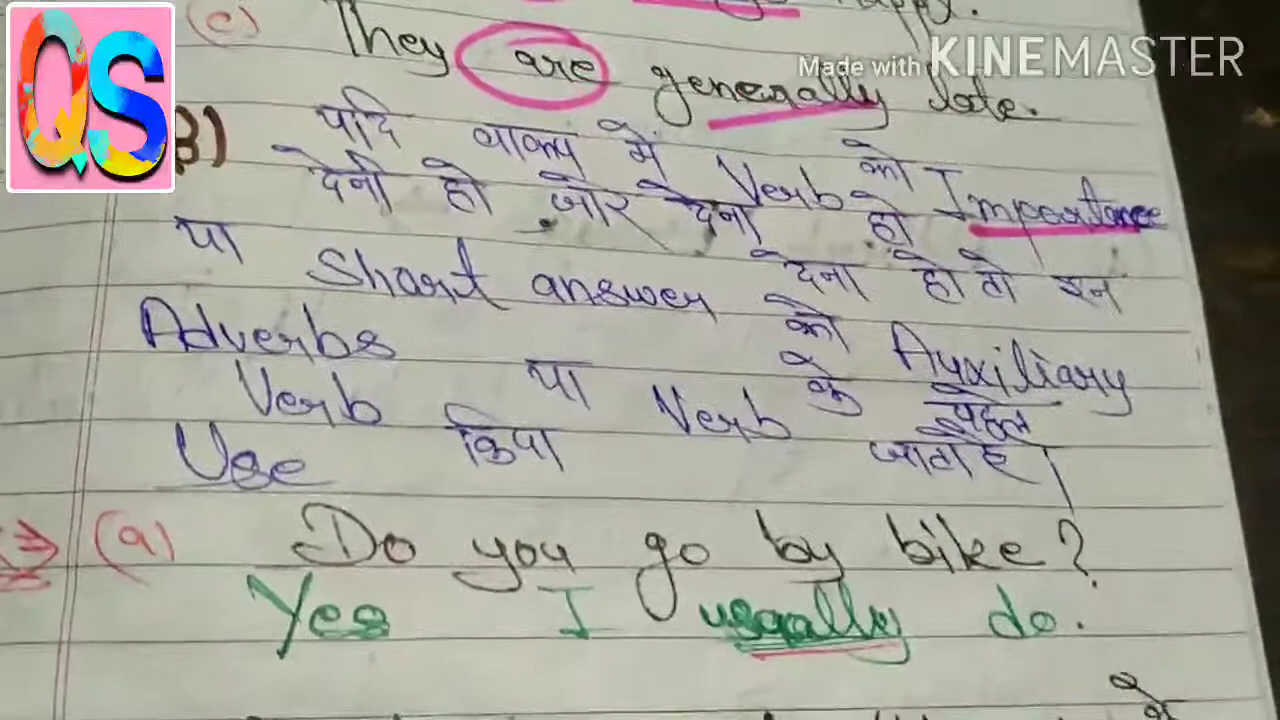 QS
Made with KINEMASTER
happy.
(c) They are generally late.
3) यदि वाक्य में Verb को Importance
देनी हो जोर देना हो
या Short answer देना हो तो इन
Adverbs को Auxiliary
Verb या Verb के पहले
Use किया जाता है।
⇒ (a) Do you go by bike?
Yes I usually do.